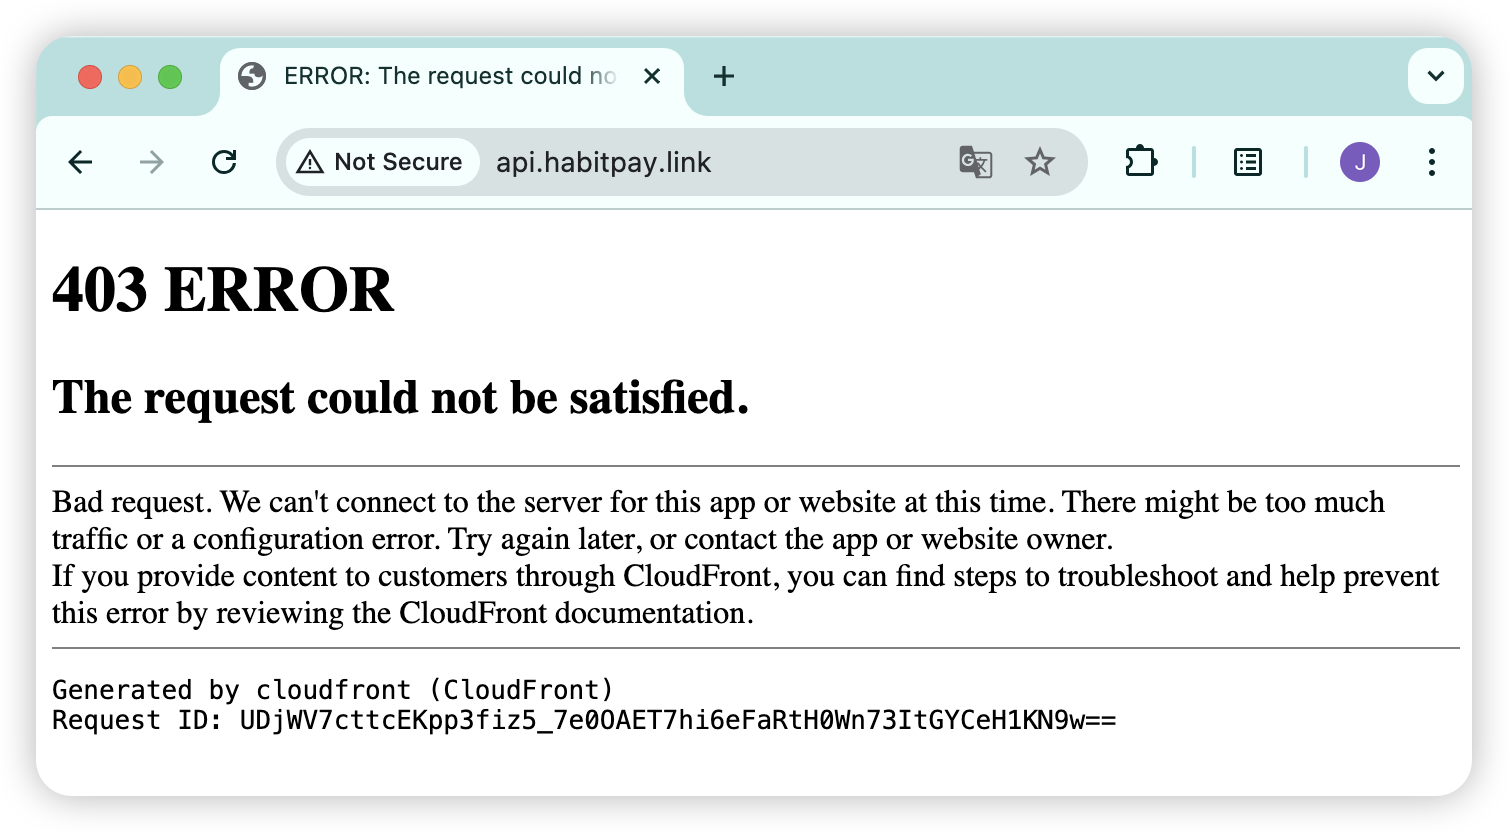 ERROR: The request could no
Not Secure
api.habitpay.link
J
403 ERROR
The request could not be satisfied.
Bad request. We can't connect to the server for this app or website at this time. There might be too much
traffic or a configuration error. Try again later, or contact the app or website owner.
If you provide content to customers through CloudFront, you can find steps to troubleshoot and help prevent
this error by reviewing the CloudFront documentation.
Generated by cloudfront (CloudFront)
Request ID: UDjWV7cttcEKpp3fiz5_7e0OAET7hi6eFaRtH0Wn73ItGYCeH1KN9w==